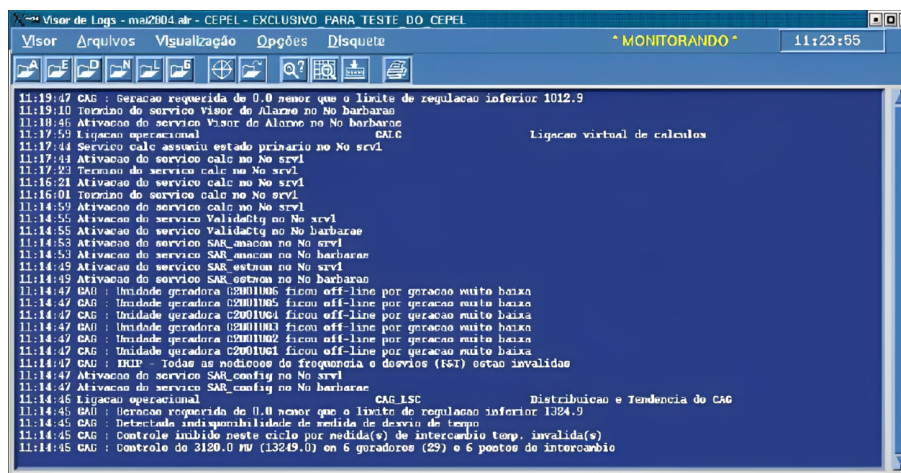 Visor de Logs - mai2004.alr - CEPEL - EXCLUSIVO_PARA_TESTE_DO_CEPEL
Visor Arquivos Visualização Opções Disquete * MONITORANDO * 11:23:55
A E D N L G
11:19:47 CAG : Geracao requerida de 0.0 menor que o limite de regulacao inferior 1012.9
11:19:10 Termino do servico Visor de Alarme no No barbarae
11:18:46 Ativacao do servico Visor de Alarme no No barbarae
11:17:59 Ligacao operacional CALC Ligacao virtual de calculos
11:17:44 Servico calc assumiu estado primario no No srv1
11:17:44 Ativacao do servico calc no No srv1
11:17:23 Termino do servico calc no No srv1
11:16:21 Ativacao do servico calc no No srv1
11:16:01 Termino do servico calc no No srv1
11:14:59 Ativacao do servico calc no No srv1
11:14:55 Ativacao do servico ValidaCtg no No srv1
11:14:55 Ativacao do servico ValidaCtg no No barbarae
11:14:53 Ativacao do servico SAR_anacon no No srv1
11:14:53 Ativacao do servico SAR_anacon no No barbarae
11:14:49 Ativacao do servico SAR_estmon no No srv1
11:14:49 Ativacao do servico SAR_estmon no No barbarae
11:14:47 CAG : Unidade geradora ficou off-line por geracao muito baixa
11:14:47 CAG : Unidade geradora ficou off-line por geracao muito baixa
11:14:47 CAG : Unidade geradora ficou off-line por geracao muito baixa
11:14:47 CAG : Unidade geradora ficou off-line por geracao muito baixa
11:14:47 CAG : Unidade geradora ficou off-line por geracao muito baixa
11:14:47 CAG : Unidade geradora ficou off-line por geracao muito baixa
11:14:47 CAG : - Todas as medicoes de frequencia e desvios estao invalidas
11:14:47 Ativacao do servico SAR_config no No srv1
11:14:47 Ativacao do servico SAR_config no No barbarae
11:14:46 Ligacao operacional CAG_LSC Distribuicao e Tendencia do CAG
11:14:45 CAG : Geracao requerida de 0.0 menor que o limite de regulacao inferior 1324.9
11:14:45 CAG : Detectada indisponibilidade de medida de desvio de tempo
11:14:45 CAG : Controle inibido neste ciclo por medida(s) de intercambio temp. invalida(s)
11:14:45 CAG : Controle de 3120.0 MW (13249.0) em 6 geradores (29) e 6 pontos de intercambio